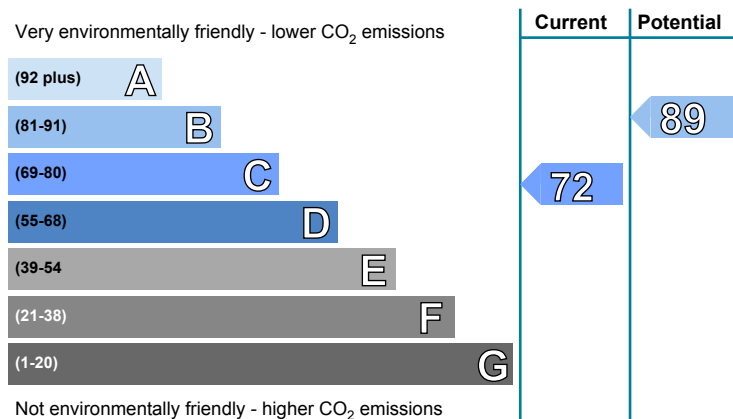 Current Potential
Very environmentally friendly - lower CO2 emissions
(92 plus) A
(81-91) B
89
(69-80) C
72
(55-68) D
(39-54 E
(21-38) F
(1-20) G
Not environmentally friendly - higher CO2 emissions